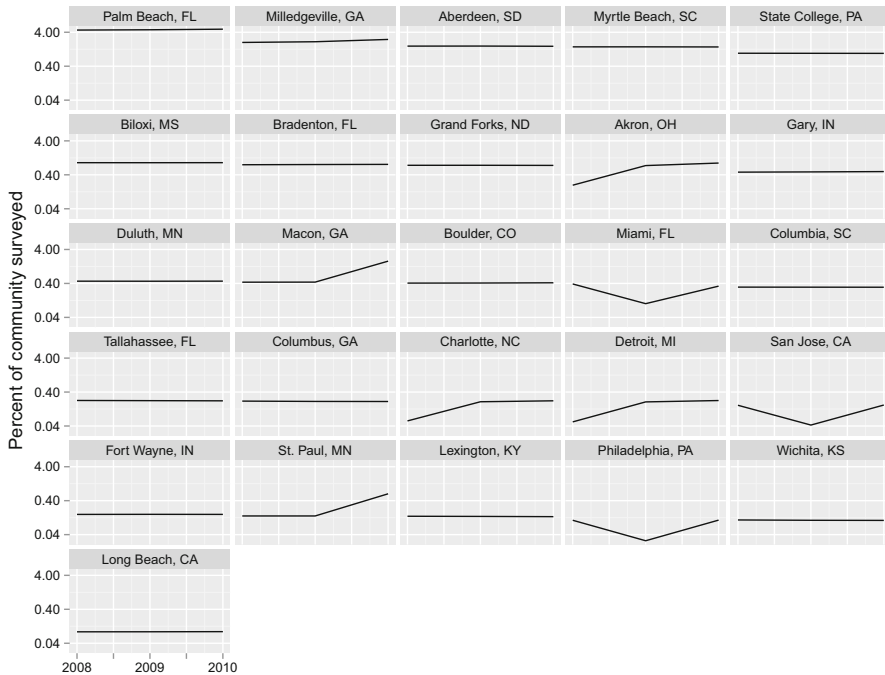 Palm Beach, FL Milledgeville, GA Aberdeen, SD Myrtle Beach, SC State College, PA
4.00
0.40
0.04
Biloxi, MS Bradenton, FL Grand Forks, ND Akron, OH Gary, IN
4.00
0.40
0.04
Duluth, MN Macon, GA Boulder, CO Miami, FL Columbia, SC
4.00
0.40
0.04
Tallahassee, FL Columbus, GA Charlotte, NC Detroit, MI San Jose, CA
4.00
0.40
0.04
Fort Wayne, IN St. Paul, MN Lexington, KY Philadelphia, PA Wichita, KS
4.00
0.40
0.04
Long Beach, CA
4.00
0.40
0.04
2008 2009 2010
Percent of community surveyed